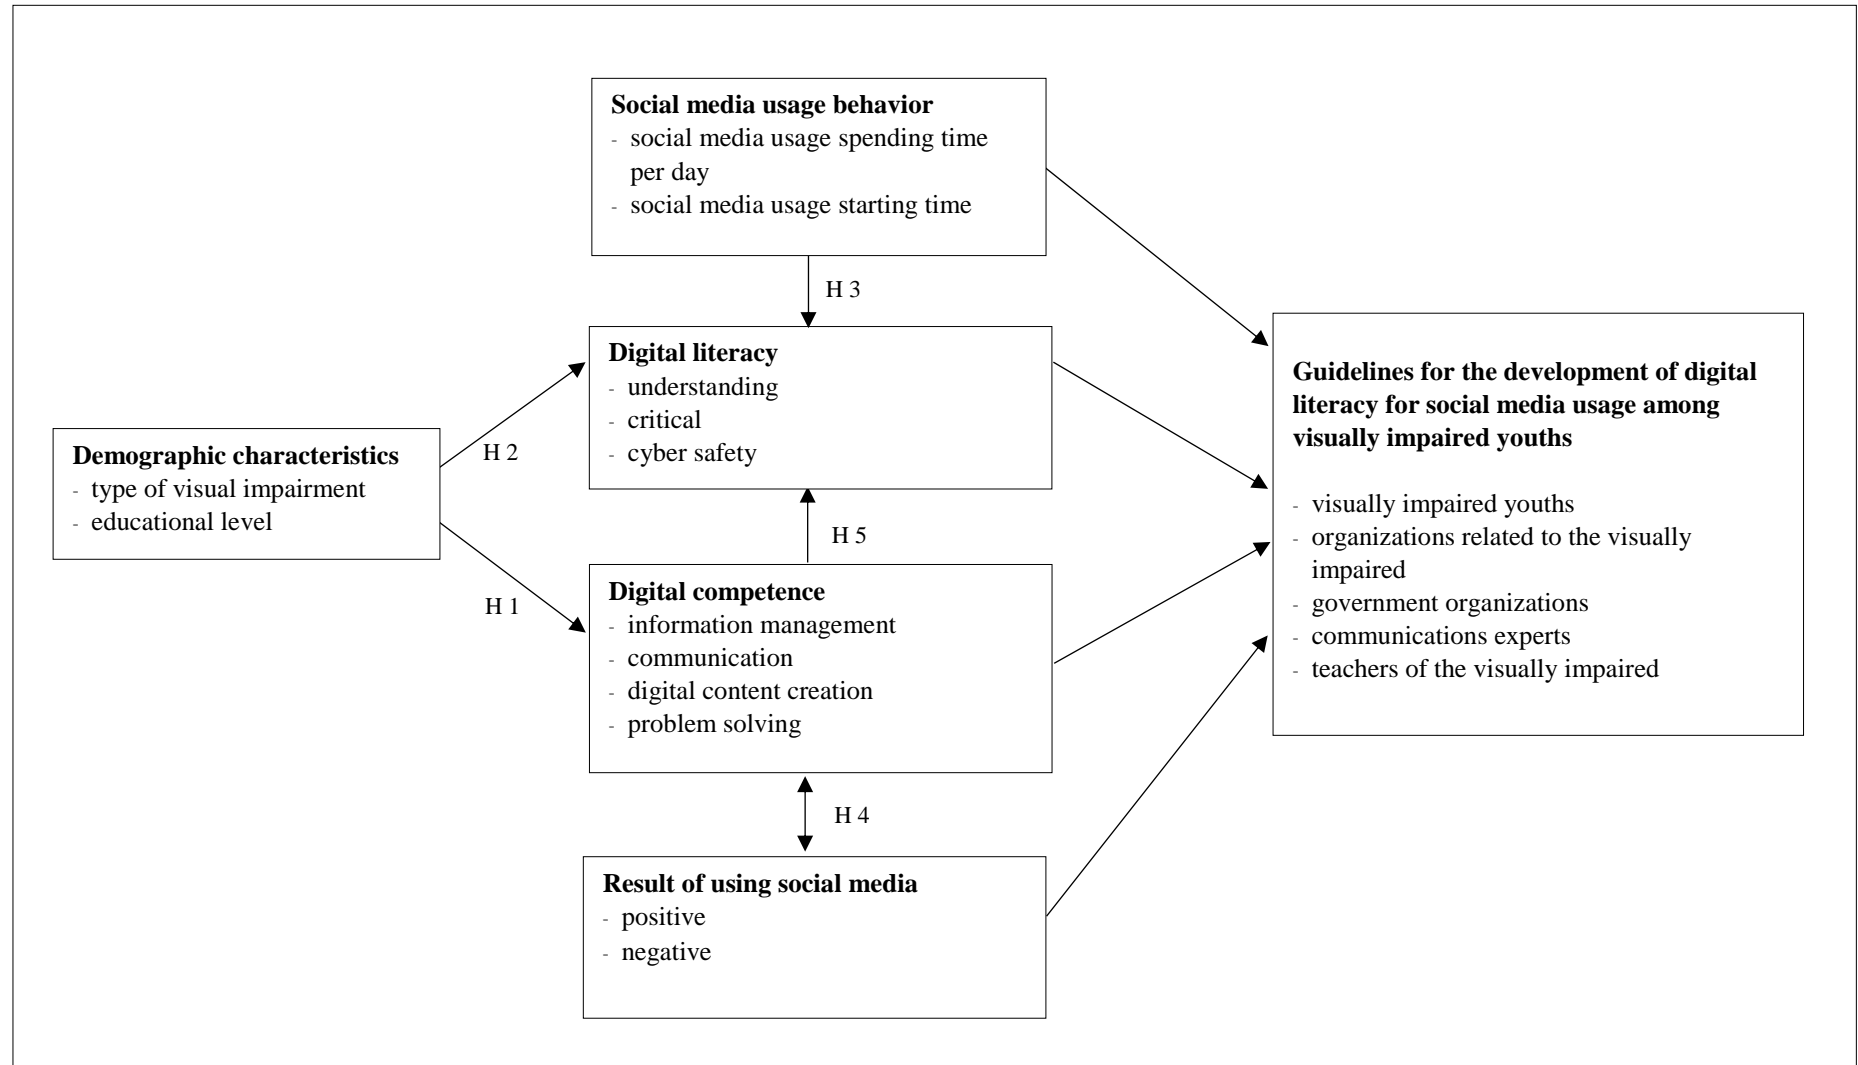 Social media usage behavior
- social media usage spending time
per day
- social media usage starting time
H 3
Digital literacy
- understanding
- critical
- cyber safety
Demographic characteristics
- type of visual impairment
- educational level
H 2
H 1
H 5
Digital competence
- information management
- communication
- digital content creation
- problem solving
H 4
Result of using social media
- positive
- negative
Guidelines for the development of digital
literacy for social media usage among
visually impaired youths
- visually impaired youths
- organizations related to the visually
impaired
- government organizations
- communications experts
- teachers of the visually impaired